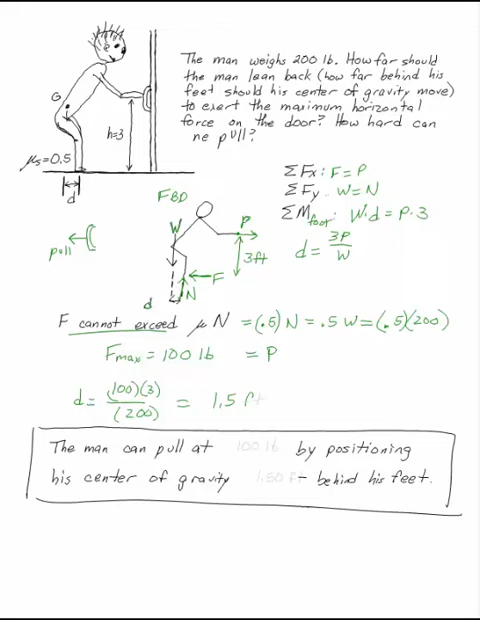 The man weighs 200 lb. How far should
the man lean back (how far behind his
feet should his center of gravity move)
to exert the maximum horizontal
force on the door? How hard can
he pull?
G
h=3
μs=0.5
d
ΣFx: F = P
ΣFy: W = N
ΣMfoot: W·d = P·3
d = 3P/W
FBD
W
P
3ft
F
N
d
pull
F cannot exceed μN = (.5)N = .5W = (.5)(200)
Fmax = 100 lb = P
d = (100)(3)/(200) = 1.5 ft
The man can pull at 100 lb by positioning
his center of gravity 1.50 ft behind his feet.